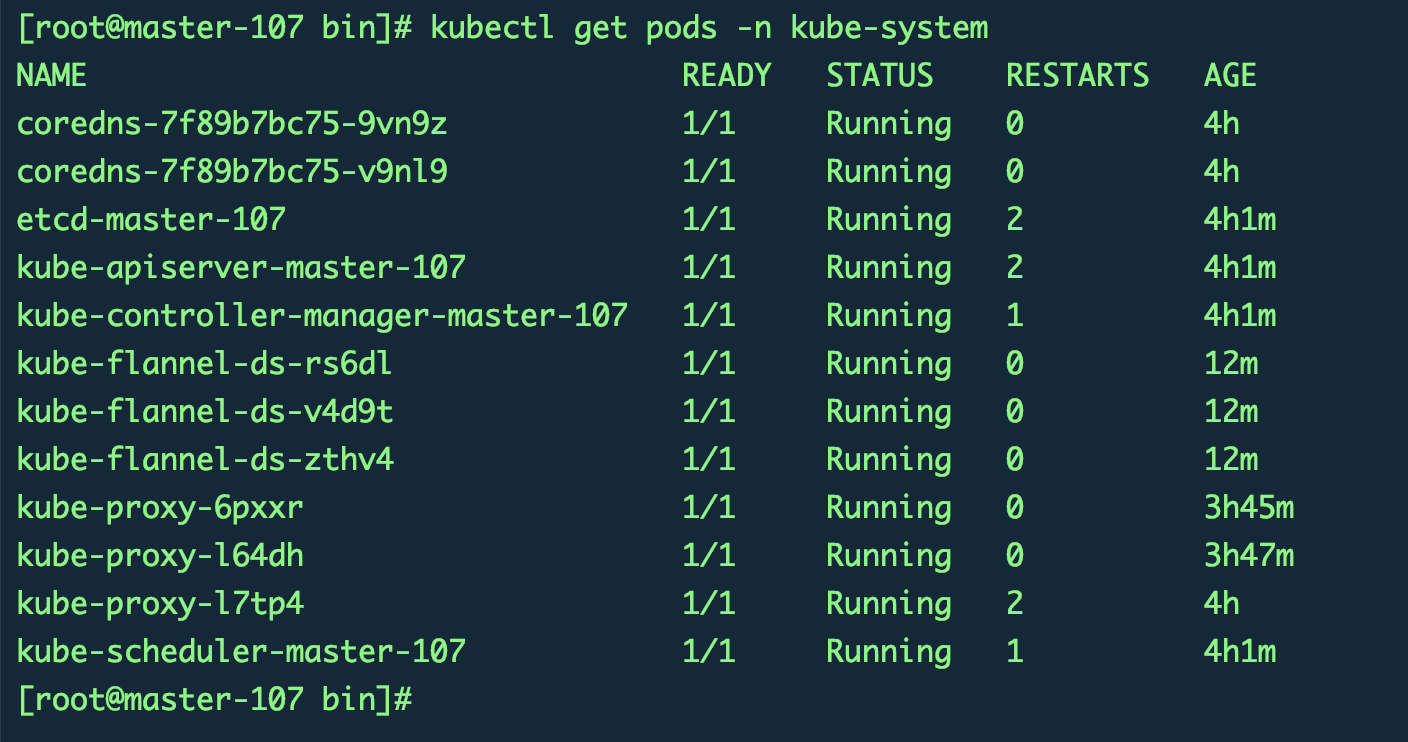 [root@master-107 bin]# kubectl get pods -n kube-system
NAME READY STATUS RESTARTS AGE
coredns-7f89b7bc75-9vn9z 1/1 Running 0 4h
coredns-7f89b7bc75-v9nl9 1/1 Running 0 4h
etcd-master-107 1/1 Running 2 4h1m
kube-apiserver-master-107 1/1 Running 2 4h1m
kube-controller-manager-master-107 1/1 Running 1 4h1m
kube-flannel-ds-rs6dl 1/1 Running 0 12m
kube-flannel-ds-v4d9t 1/1 Running 0 12m
kube-flannel-ds-zthv4 1/1 Running 0 12m
kube-proxy-6pxxr 1/1 Running 0 3h45m
kube-proxy-l64dh 1/1 Running 0 3h47m
kube-proxy-l7tp4 1/1 Running 2 4h
kube-scheduler-master-107 1/1 Running 1 4h1m
[root@master-107 bin]#